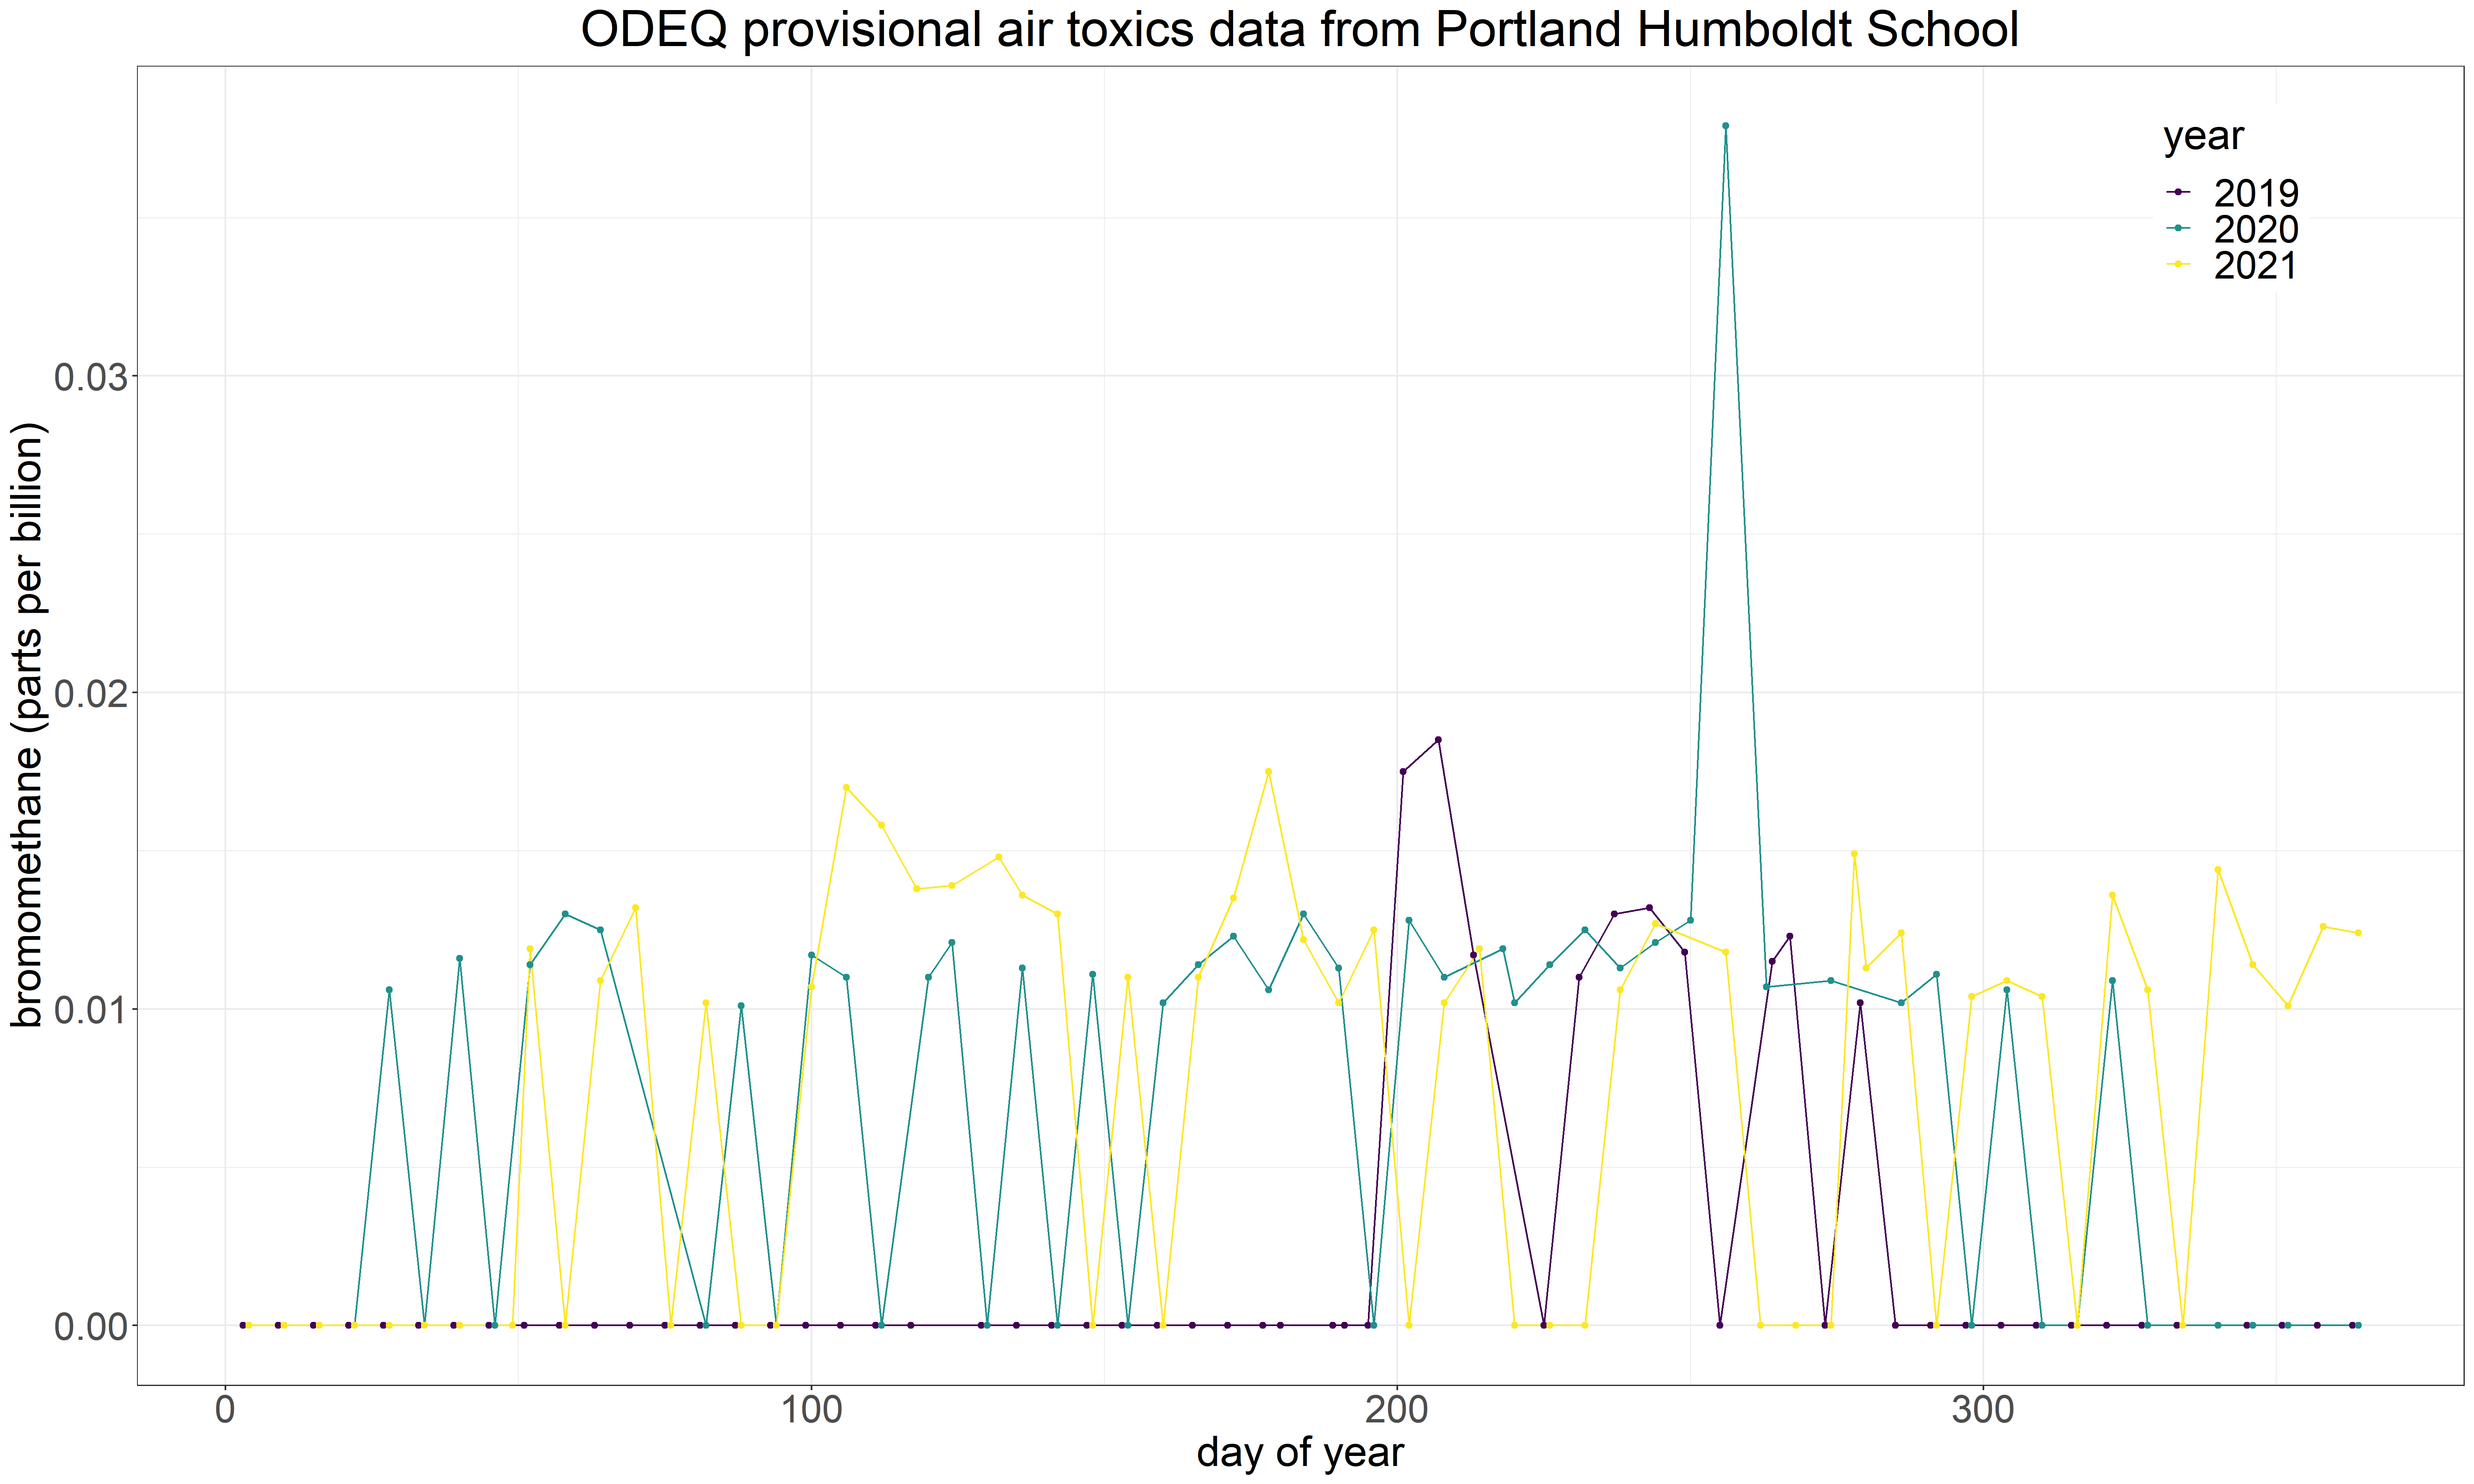 ODEQ provisional air toxics data from Portland Humboldt School
year
2019
2020
2021
0.03
0.02
0.01
0.00
bromomethane (parts per billion)
0 100 200 300
day of year